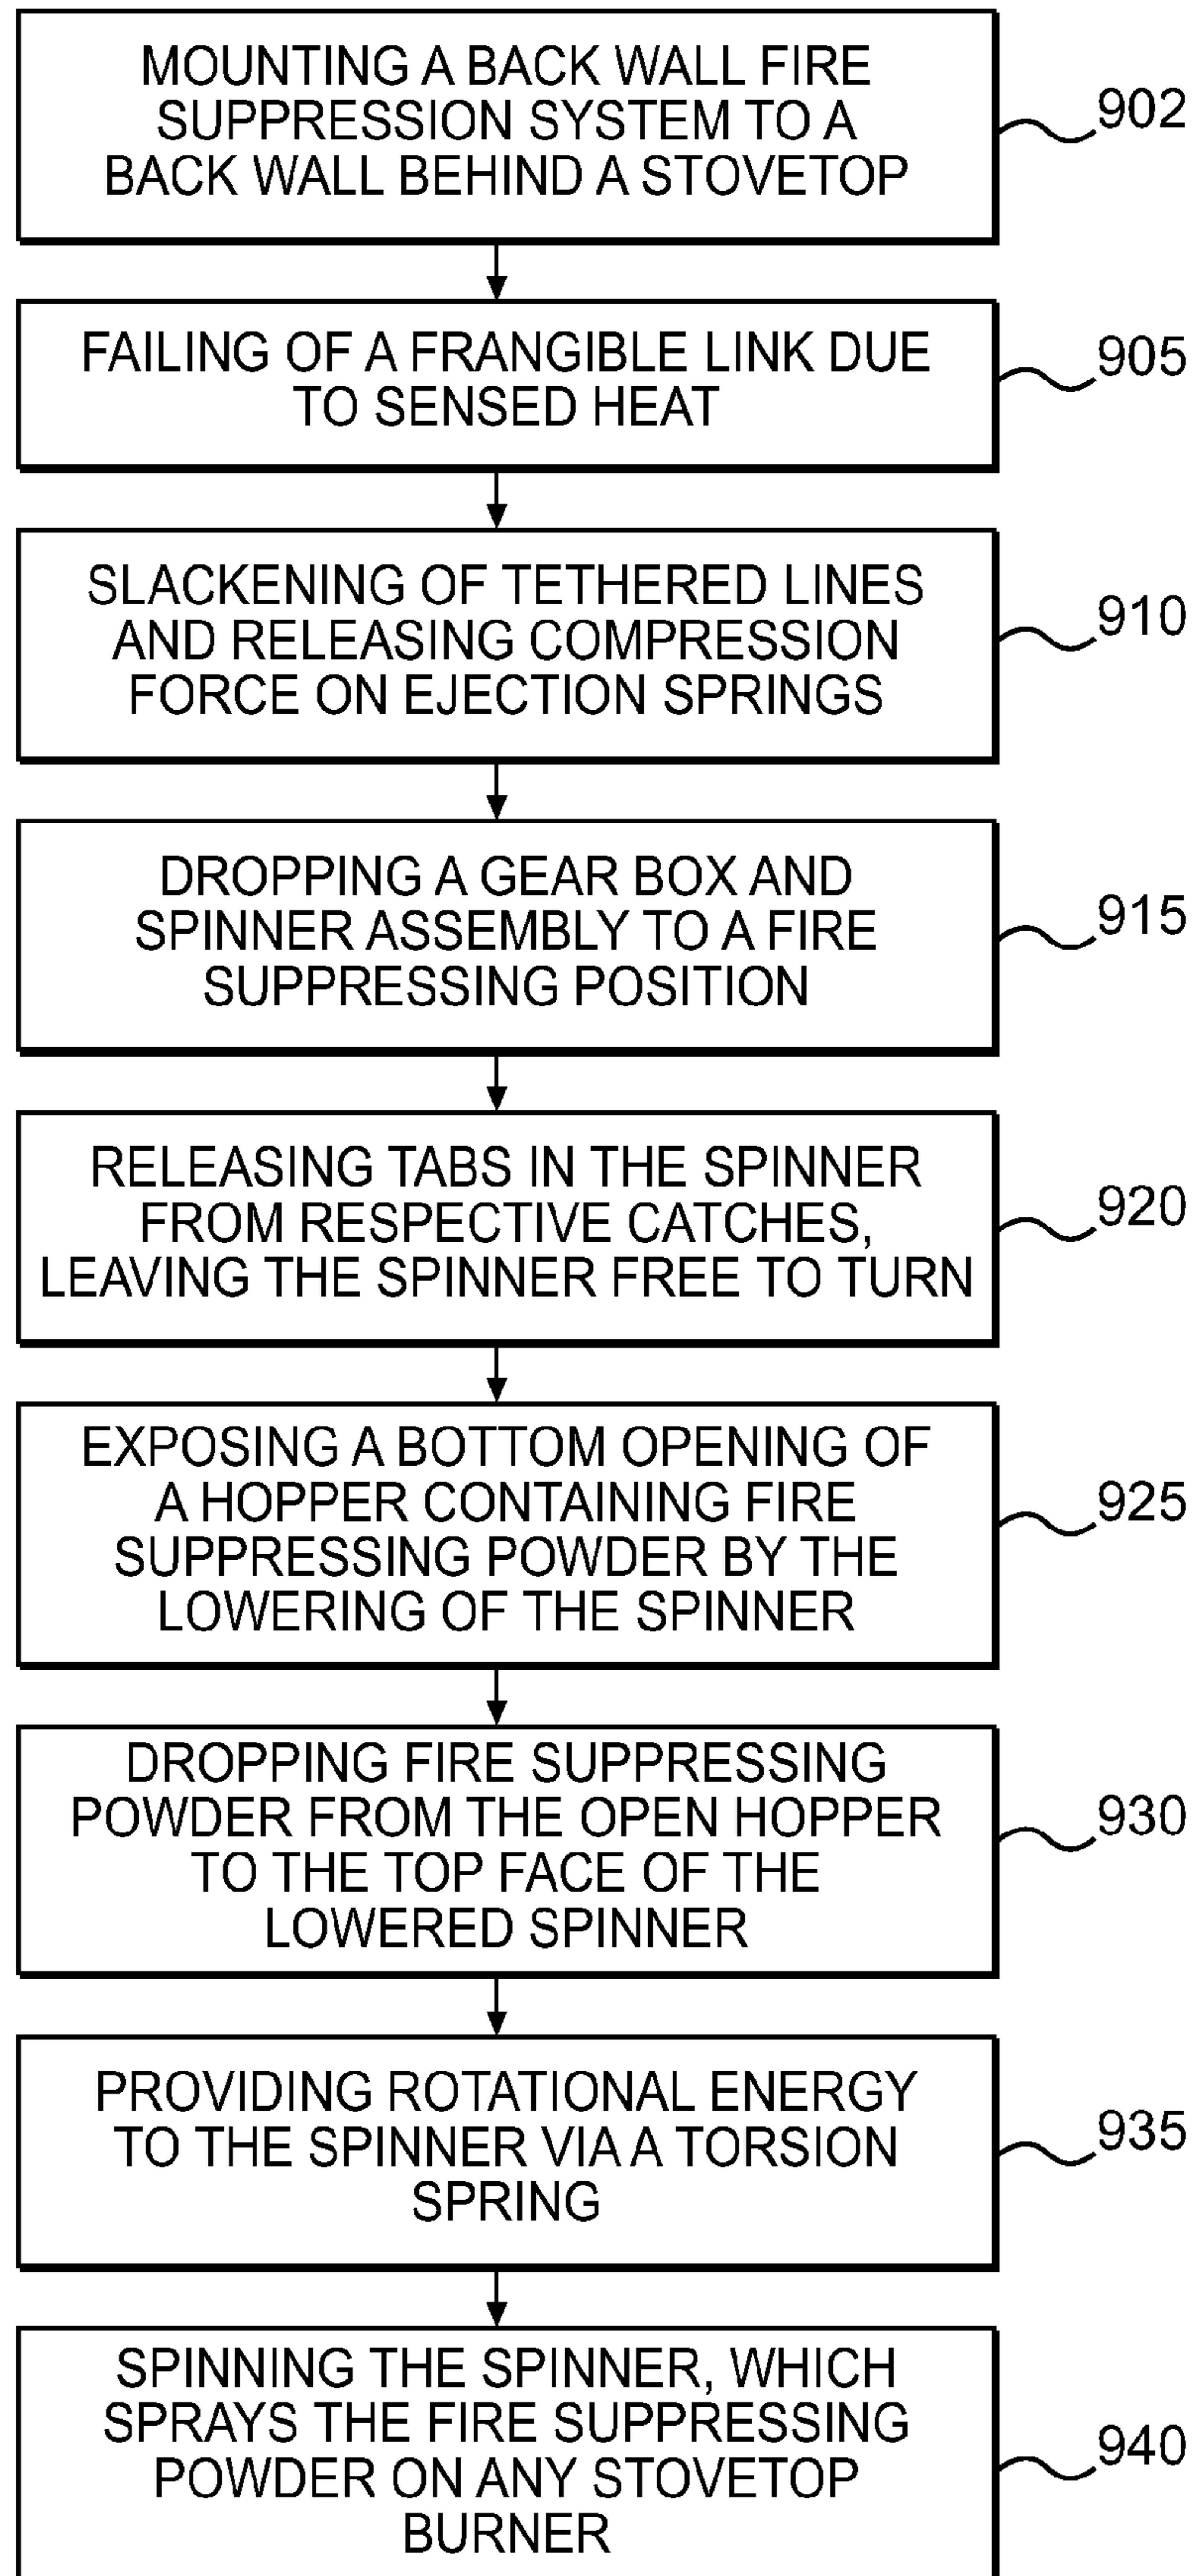 MOUNTING A BACK WALL FIRE
SUPPRESSION SYSTEM TO A
BACK WALL BEHIND A STOVETOP
902
FAILING OF A FRANGIBLE LINK DUE
TO SENSED HEAT
905
SLACKENING OF TETHERED LINES
AND RELEASING COMPRESSION
FORCE ON EJECTION SPRINGS
910
DROPPING A GEAR BOX AND
SPINNER ASSEMBLY TO A FIRE
SUPPRESSING POSITION
915
RELEASING TABS IN THE SPINNER
FROM RESPECTIVE CATCHES,
LEAVING THE SPINNER FREE TO TURN
920
EXPOSING A BOTTOM OPENING OF
A HOPPER CONTAINING FIRE
SUPPRESSING POWDER BY THE
LOWERING OF THE SPINNER
925
DROPPING FIRE SUPPRESSING
POWDER FROM THE OPEN HOPPER
TO THE TOP FACE OF THE
LOWERED SPINNER
930
PROVIDING ROTATIONAL ENERGY
TO THE SPINNER VIA A TORSION
SPRING
935
SPINNING THE SPINNER, WHICH
SPRAYS THE FIRE SUPPRESSING
POWDER ON ANY STOVETOP
BURNER
940